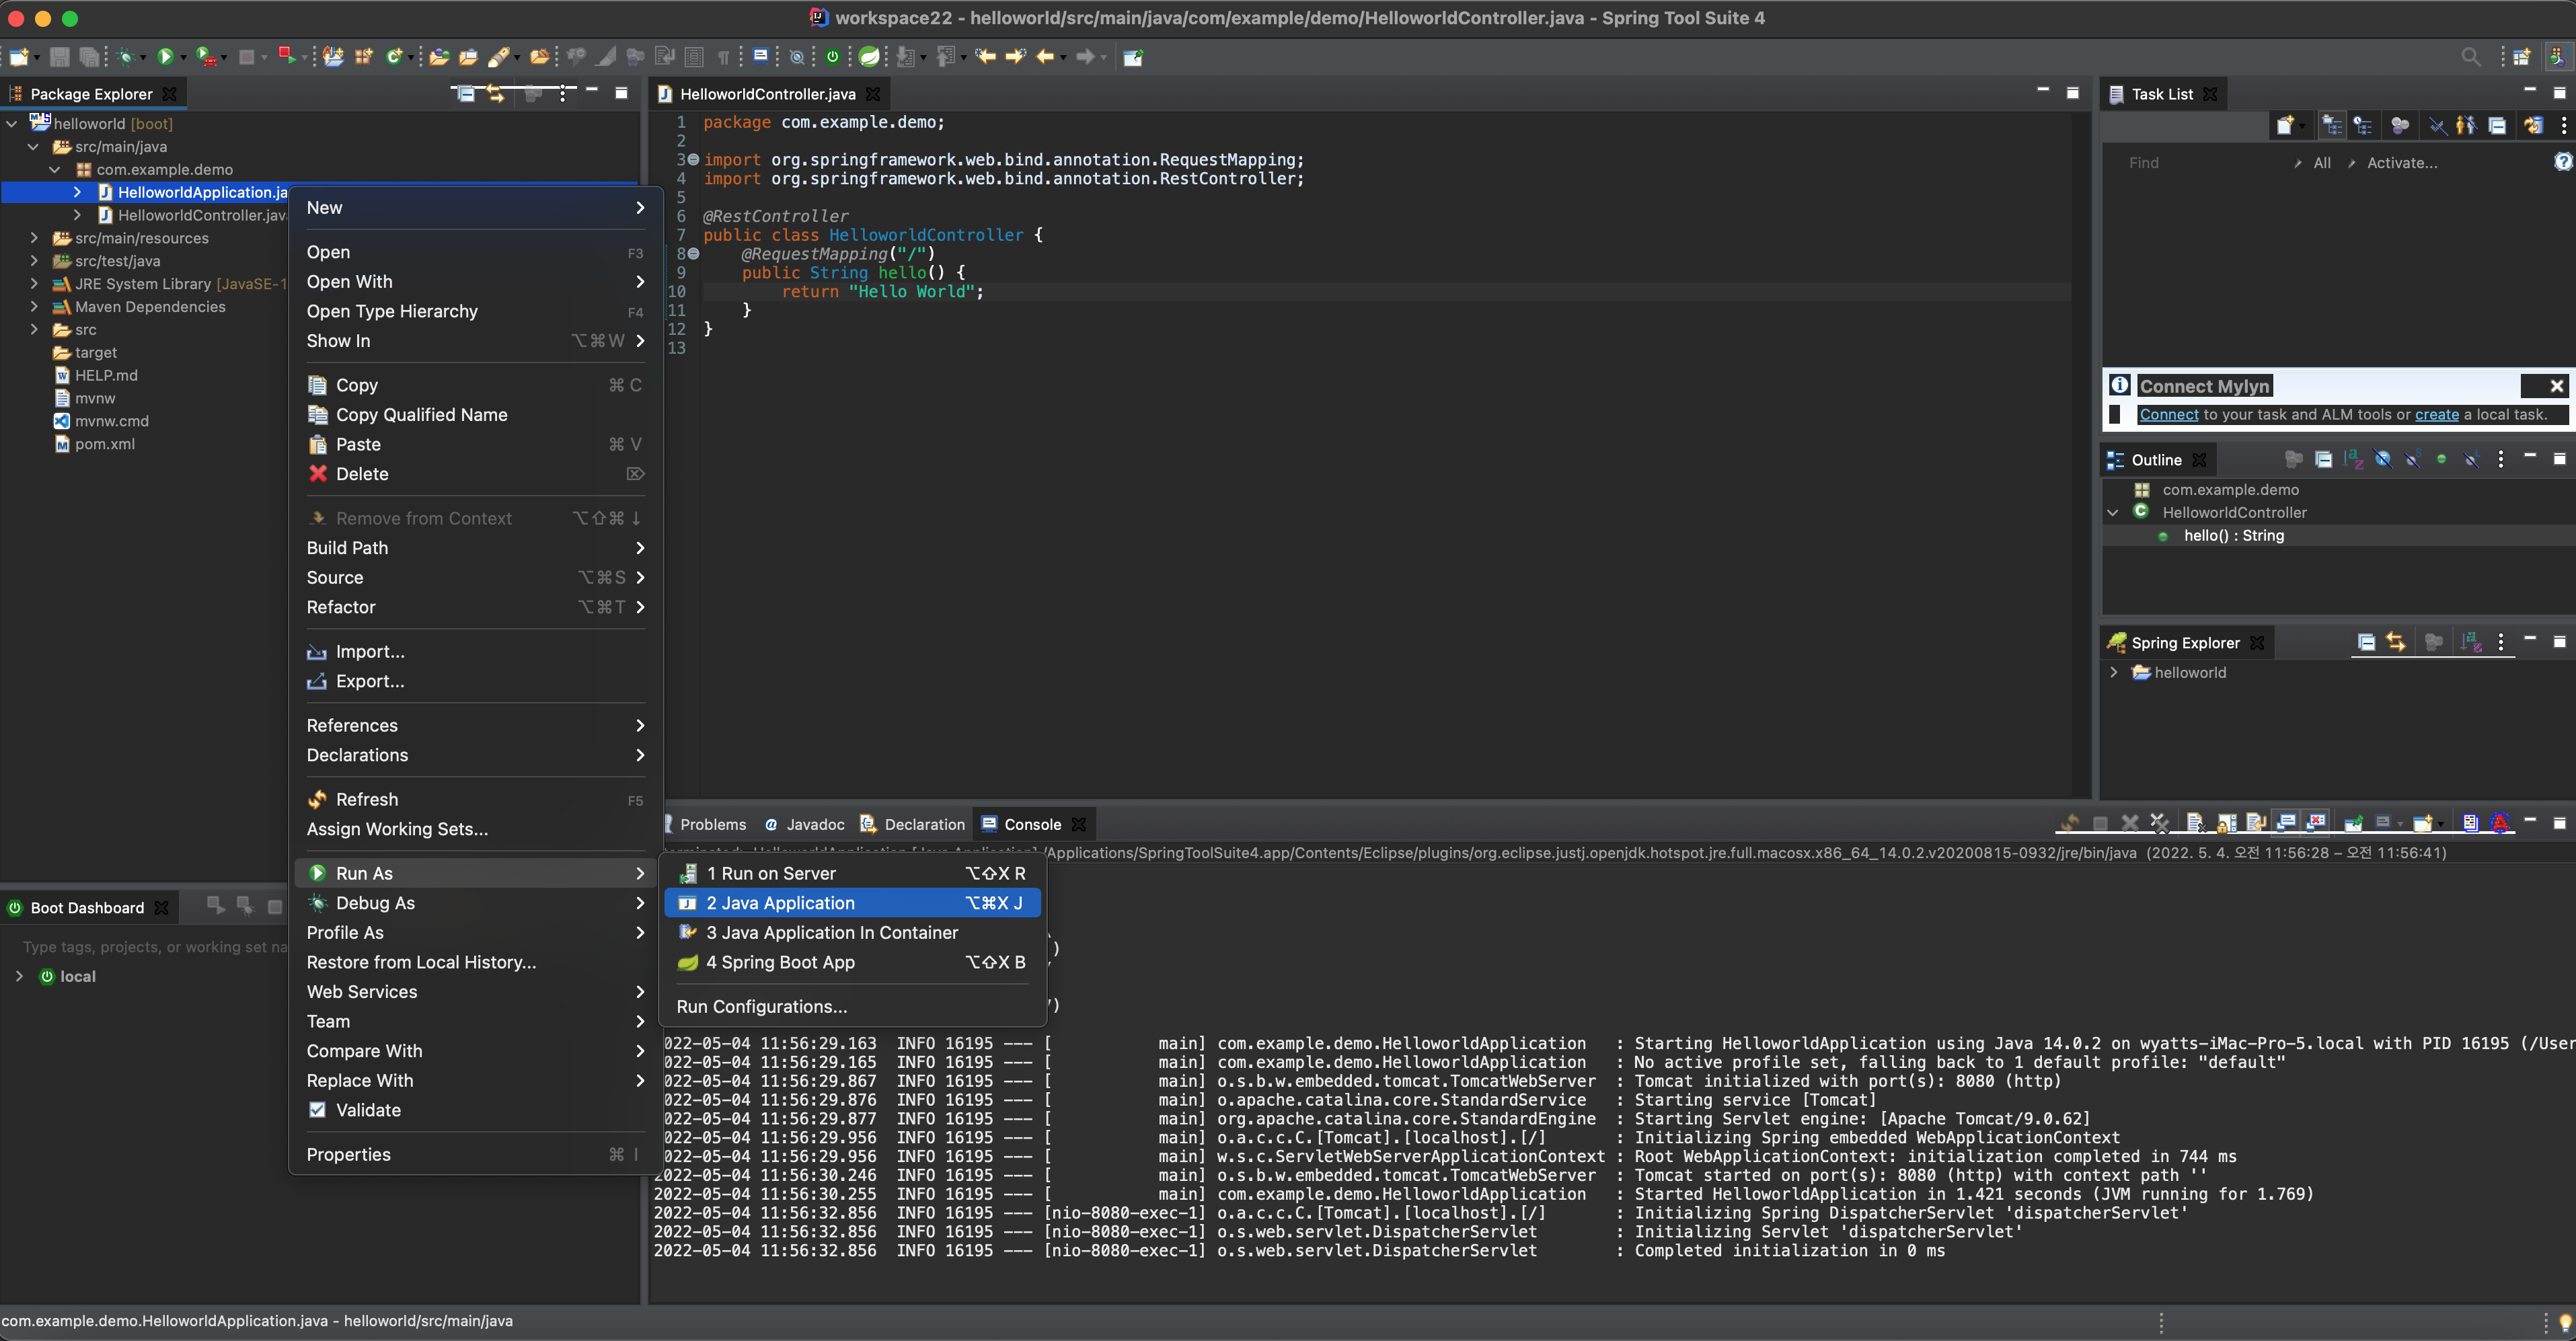 workspace22 - helloworld/src/main/java/com/example/demo/HelloworldController.java - Spring Tool Suite 4
Package Explorer
helloworld [boot]
src/main/java
com.example.demo
HelloworldApplication.ja
HelloworldController.jav
src/main/resources
src/test/java
JRE System Library [JavaSE-1
Maven Dependencies
src
target
HELP.md
mvnw
mvnw.cmd
pom.xml
New
Open F3
Open With
Open Type Hierarchy F4
Show In ⌥⌘W
Copy ⌘C
Copy Qualified Name
Paste ⌘V
Delete ⌦
Remove from Context ⌥⇧⌘↓
Build Path
Source ⌥⌘S
Refactor ⌥⌘T
Import...
Export...
References
Declarations
Refresh F5
Assign Working Sets...
Run As
Debug As
Profile As
Restore from Local History...
Web Services
Team
Compare With
Replace With
Validate
Properties ⌘I
1 Run on Server ⌥⇧X R
2 Java Application ⌥⌘X J
3 Java Application In Container
4 Spring Boot App ⌥⇧X B
Run Configurations...
Boot Dashboard
Type tags, projects, or working set na
local
HelloworldController.java
1 package com.example.demo;
2
3 import org.springframework.web.bind.annotation.RequestMapping;
4 import org.springframework.web.bind.annotation.RestController;
5
6 @RestController
7 public class HelloworldController {
8 @RequestMapping("/")
9 public String hello() {
10 return "Hello World";
11 }
12 }
13
Task List
Find All Activate...
Connect Mylyn
Connect to your task and ALM tools or create a local task.
Outline
com.example.demo
HelloworldController
hello() : String
Spring Explorer
helloworld
Problems Javadoc Declaration Console
/Applications/SpringToolSuite4.app/Contents/Eclipse/plugins/org.eclipse.justj.openjdk.hotspot.jre.full.macosx.x86_64_14.0.2.v20200815-0932/jre/bin/java (2022. 5. 4. 오전 11:56:28 – 오전 11:56:41)
022-05-04 11:56:29.163 INFO 16195 --- [ main] com.example.demo.HelloworldApplication : Starting HelloworldApplication using Java 14.0.2 on wyatts-iMac-Pro-5.local with PID 16195 (/User
022-05-04 11:56:29.165 INFO 16195 --- [ main] com.example.demo.HelloworldApplication : No active profile set, falling back to 1 default profile: "default"
022-05-04 11:56:29.867 INFO 16195 --- [ main] o.s.b.w.embedded.tomcat.TomcatWebServer : Tomcat initialized with port(s): 8080 (http)
022-05-04 11:56:29.876 INFO 16195 --- [ main] o.apache.catalina.core.StandardService : Starting service [Tomcat]
022-05-04 11:56:29.877 INFO 16195 --- [ main] org.apache.catalina.core.StandardEngine : Starting Servlet engine: [Apache Tomcat/9.0.62]
022-05-04 11:56:29.956 INFO 16195 --- [ main] o.a.c.c.C.[Tomcat].[localhost].[/] : Initializing Spring embedded WebApplicationContext
022-05-04 11:56:29.956 INFO 16195 --- [ main] w.s.c.ServletWebServerApplicationContext : Root WebApplicationContext: initialization completed in 744 ms
2022-05-04 11:56:30.246 INFO 16195 --- [ main] o.s.b.w.embedded.tomcat.TomcatWebServer : Tomcat started on port(s): 8080 (http) with context path ''
2022-05-04 11:56:30.255 INFO 16195 --- [ main] com.example.demo.HelloworldApplication : Started HelloworldApplication in 1.421 seconds (JVM running for 1.769)
2022-05-04 11:56:32.856 INFO 16195 --- [nio-8080-exec-1] o.a.c.c.C.[Tomcat].[localhost].[/] : Initializing Spring DispatcherServlet 'dispatcherServlet'
2022-05-04 11:56:32.856 INFO 16195 --- [nio-8080-exec-1] o.s.web.servlet.DispatcherServlet : Initializing Servlet 'dispatcherServlet'
2022-05-04 11:56:32.856 INFO 16195 --- [nio-8080-exec-1] o.s.web.servlet.DispatcherServlet : Completed initialization in 0 ms
com.example.demo.HelloworldApplication.java - helloworld/src/main/java